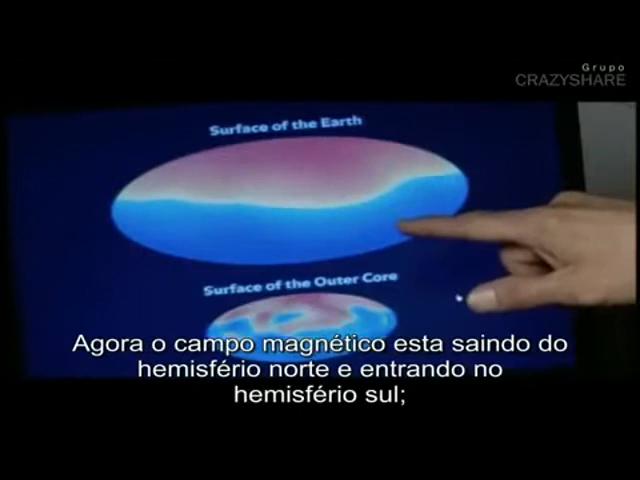 Grupo
CRAZYSHARE
Surface of the Earth
Surface of the Outer Core
Agora o campo magnético esta saindo do
hemisfério norte e entrando no
hemisfério sul;